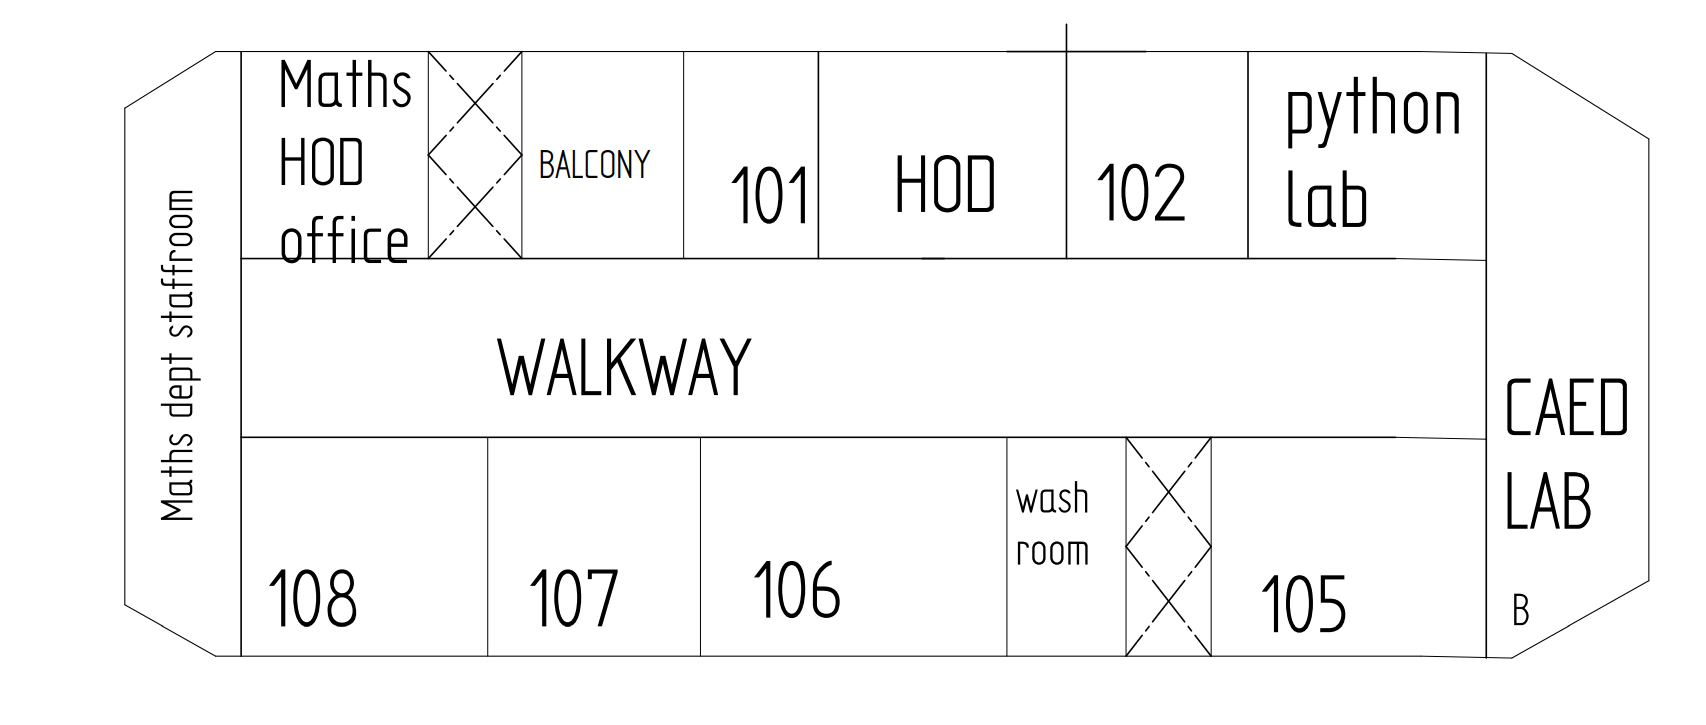 Maths dept staffroom
Maths
HOD
office
BALCONY
101
HOD
102
python
lab
WALKWAY
CAED
LAB
B
108
107
106
wash
room
105